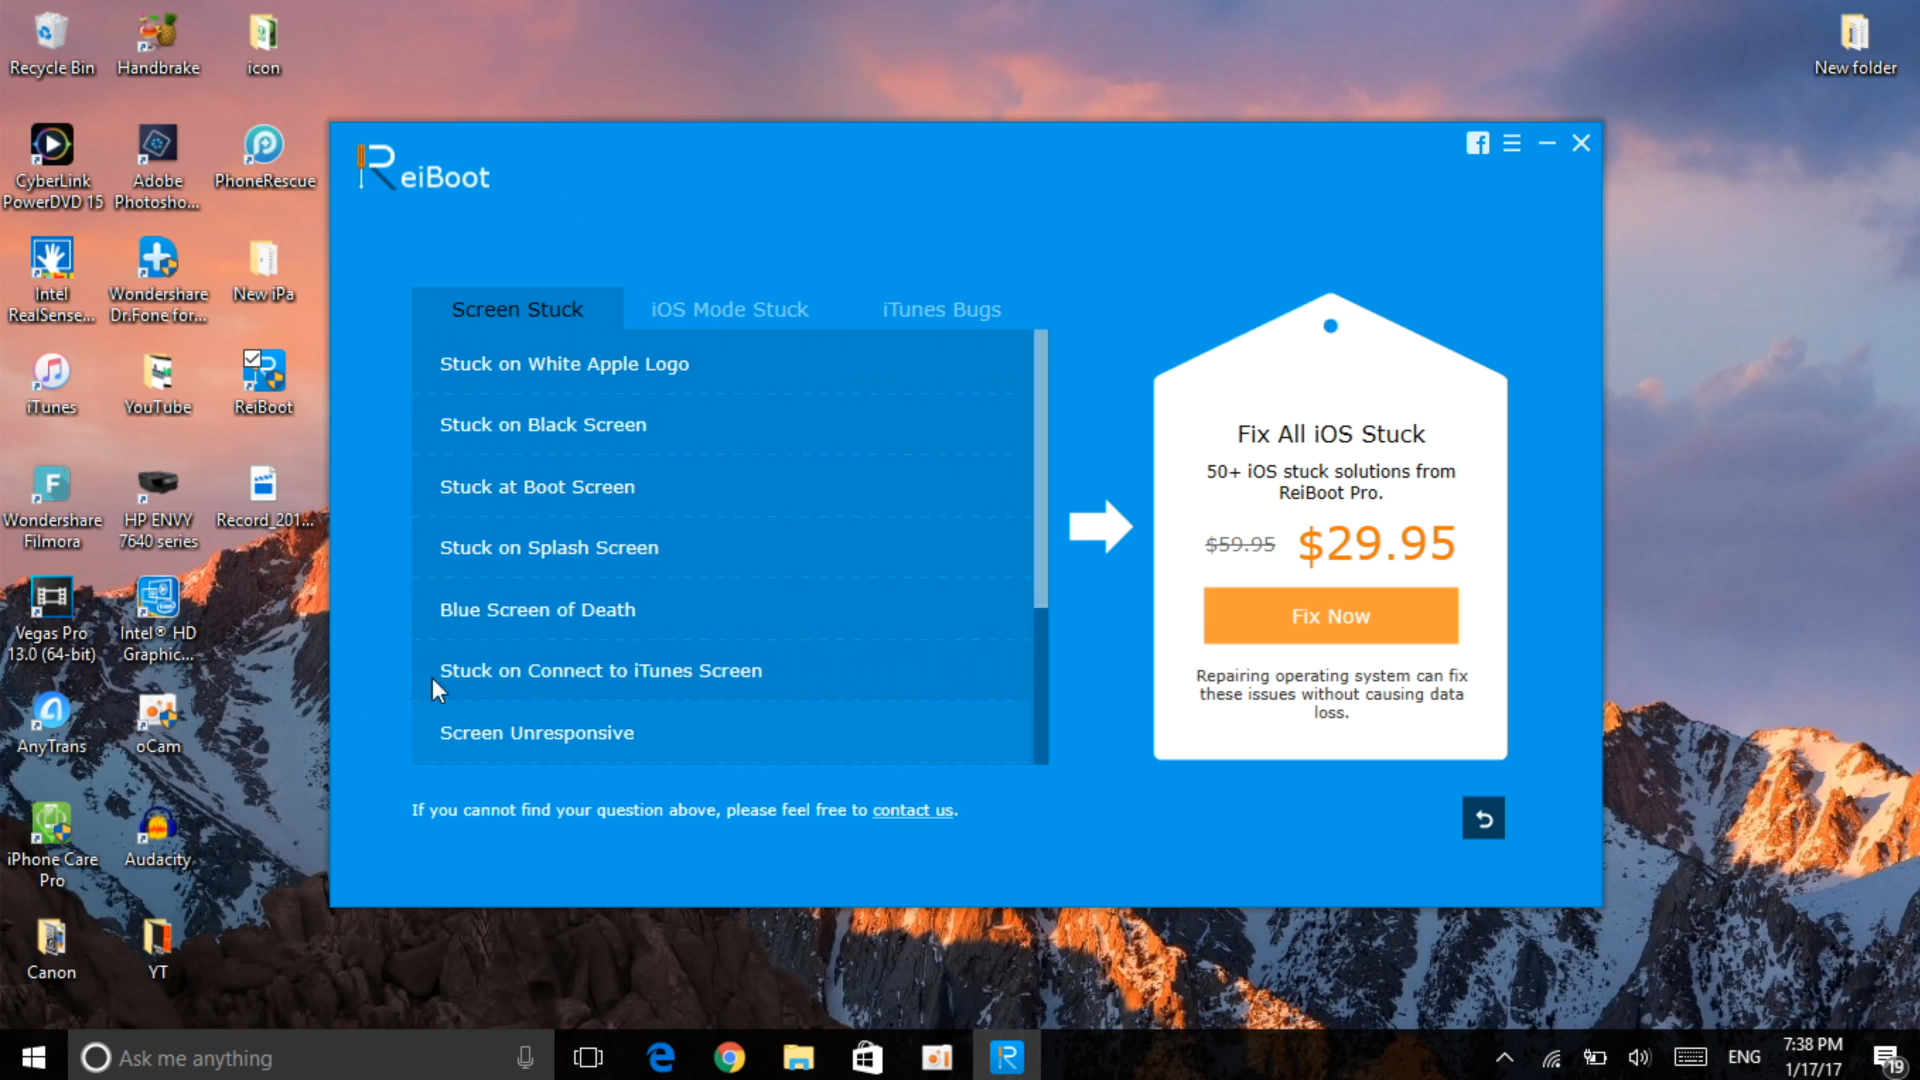 Recycle Bin
Handbrake
icon
New folder
CyberLink
PowerDVD 15
Adobe
Photosho...
PhoneRescue
Intel
RealSense...
Wondershare
Dr.Fone for...
New iPa
iTunes
YouTube
ReiBoot
Wondershare
Filmora
HP ENVY
7640 series
Record_201...
Vegas Pro
13.0 (64-bit)
Intel® HD
Graphic...
AnyTrans
oCam
iPhone Care
Pro
Audacity
Canon
YT
ReiBoot
Screen Stuck
iOS Mode Stuck
iTunes Bugs
Stuck on White Apple Logo
Stuck on Black Screen
Stuck at Boot Screen
Stuck on Splash Screen
Blue Screen of Death
Stuck on Connect to iTunes Screen
Screen Unresponsive
If you cannot find your question above, please feel free to contact us.
Fix All iOS Stuck
50+ iOS stuck solutions from
ReiBoot Pro.
$59.95 $29.95
Fix Now
Repairing operating system can fix
these issues without causing data
loss.
Ask me anything
ENG
7:38 PM
1/17/17
19